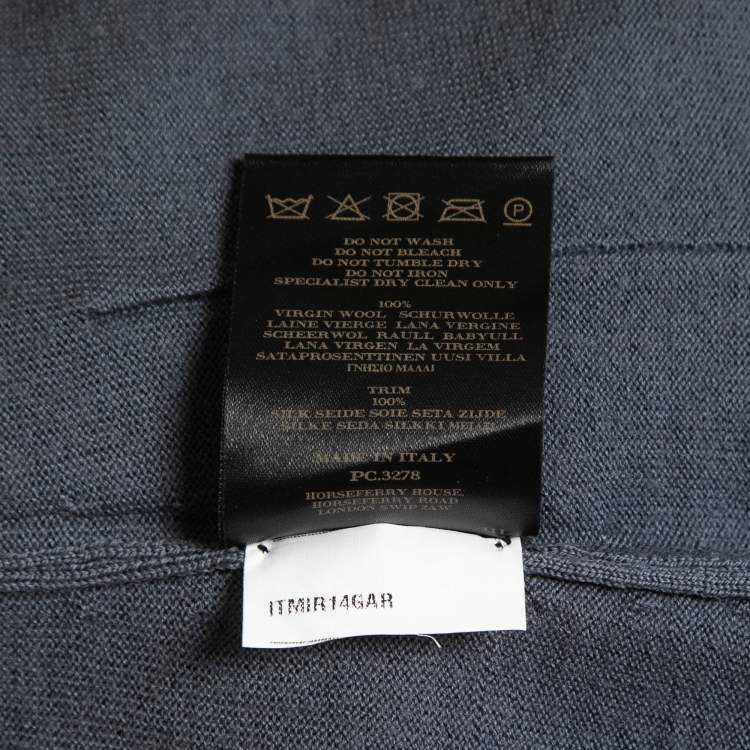 P
DO NOT WASH
DO NOT BLEACH
DO NOT TUMBLE DRY
DO NOT IRON
SPECIALIST DRY CLEAN ONLY
100%
VIRGIN WOOL SCHURWOLLE
LAINE VIERGE LANA VERGINE
SCHEERWOL RAULL BABYULL
LANA VIRGEN LA VIRGEM
SATAPROSENTTINEN UUSI VILLA
ΓΝΗΣΙΟ ΜΑΛΛΙ
TRIM
100%
SILK SEIDE SOIE SETA ZIJDE
SILKE SEDA SILKKI ΜΕΤΑΞΙ
MADE IN ITALY
PC.3278
HORSEFERRY HOUSE,
HORSEFERRY ROAD
LONDON SW1P 2AW
ITMIR14GAR